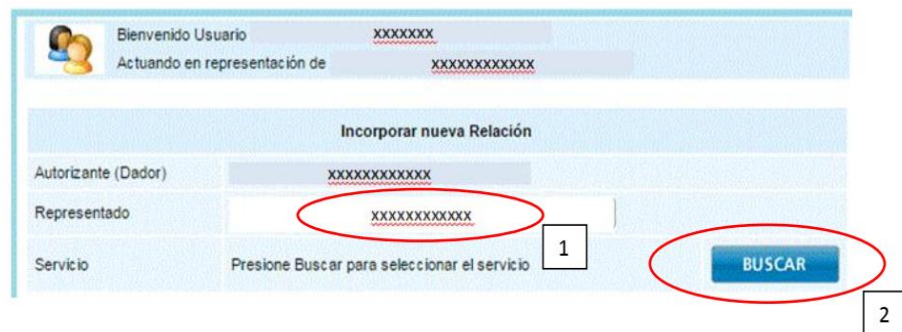 Bienvenido Usuario xxxxxxx
Actuando en representación de xxxxxxxxxxxx
Incorporar nueva Relación
Autorizante (Dador) xxxxxxxxxxxx
Representado xxxxxxxxxxxx
1
Servicio Presione Buscar para seleccionar el servicio BUSCAR
2